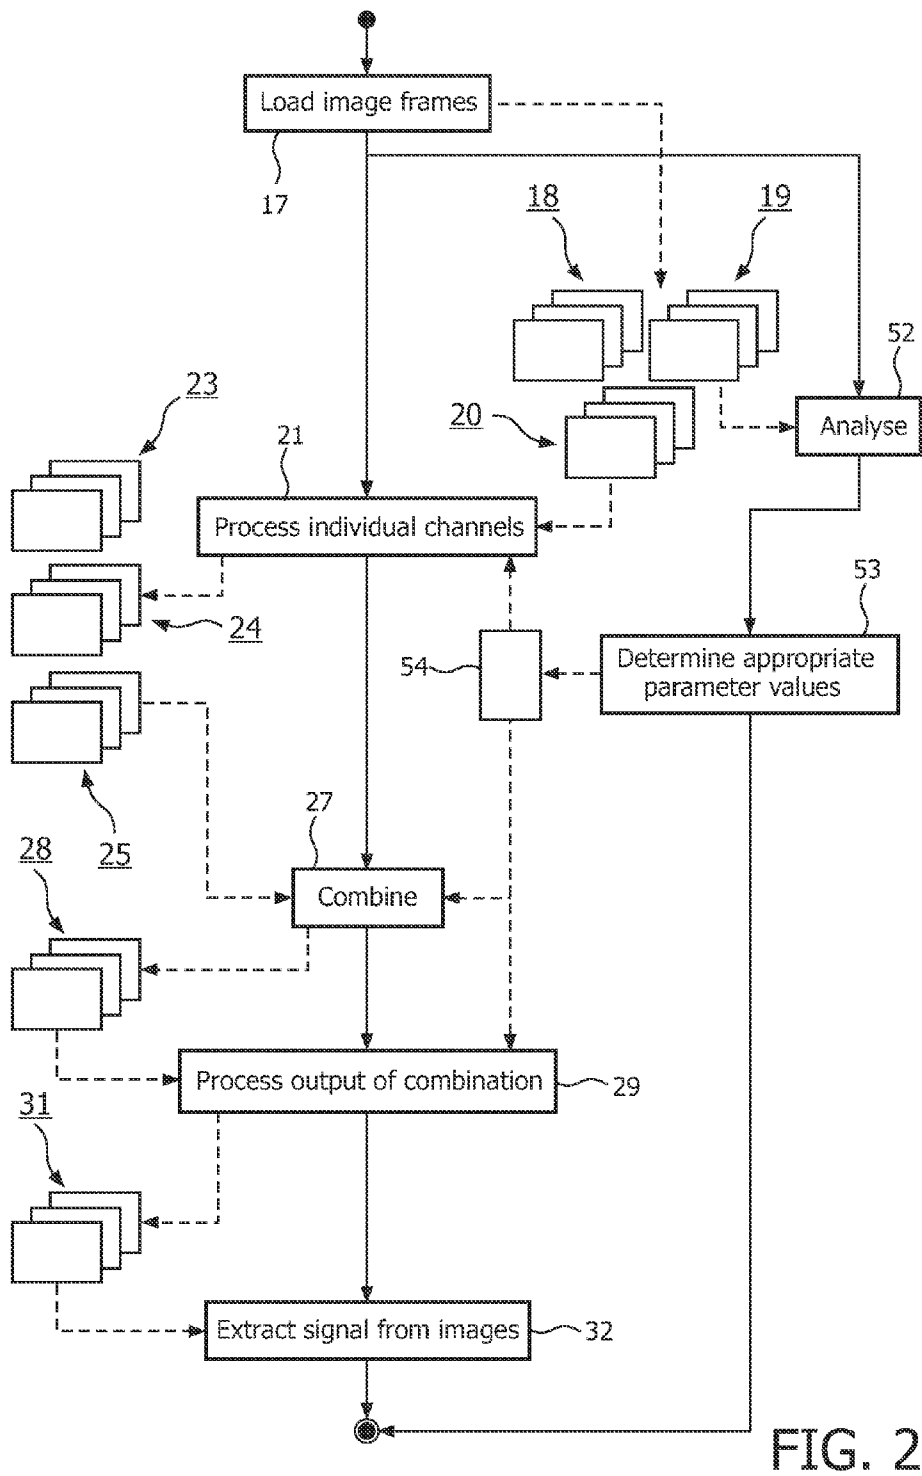 Load image frames
17
18
19
52
Analyse
23
20
21
Process individual channels
24
53
54
Determine appropriate
parameter values
25
27
28
Combine
Process output of combination
29
31
Extract signal from images
32
FIG. 2